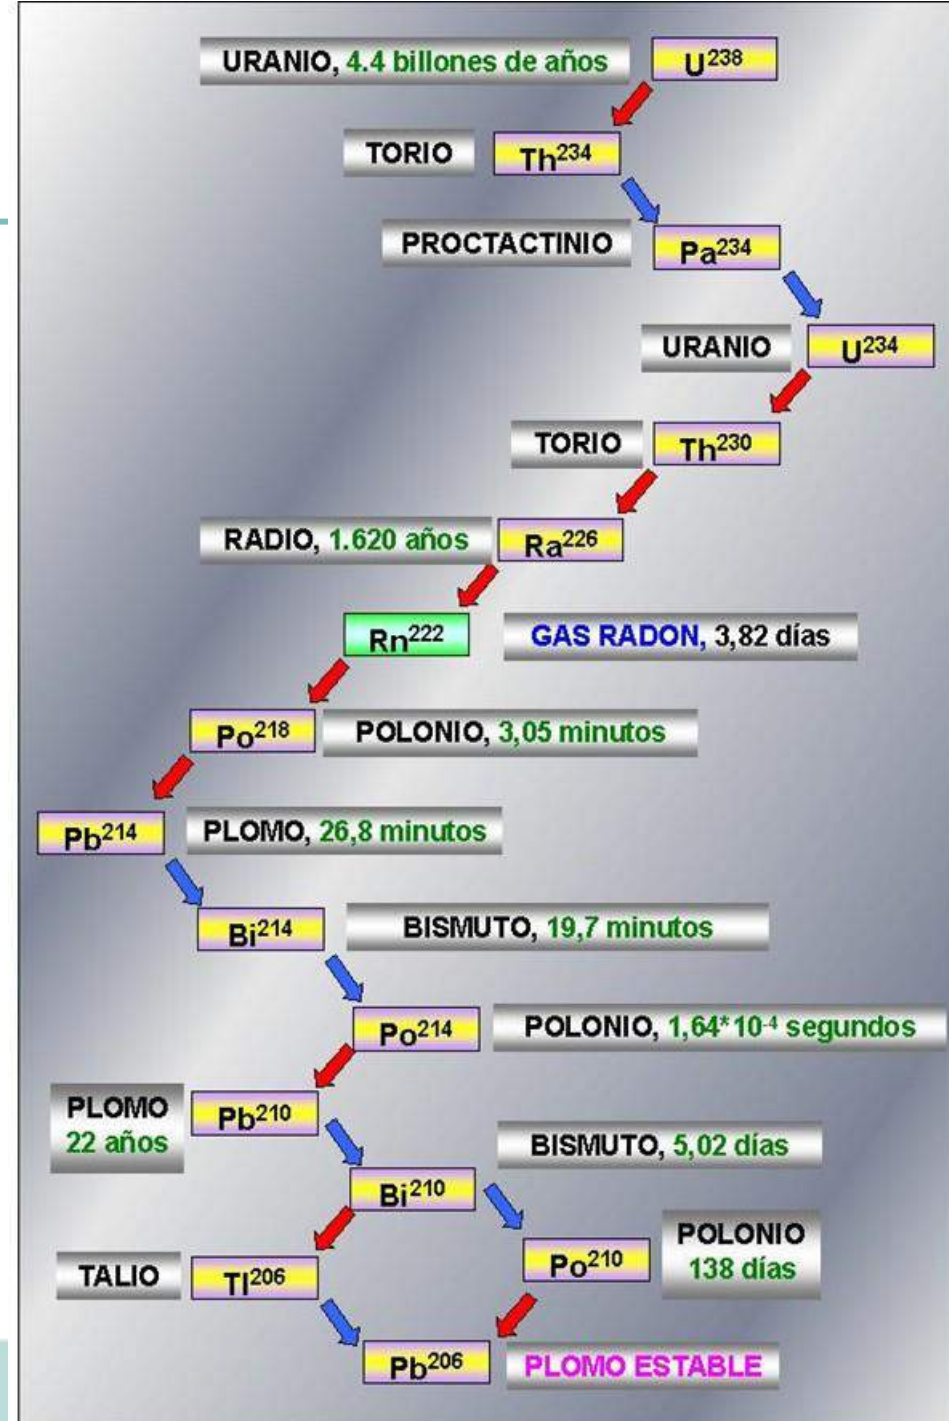 URANIO, 4.4 billones de años
U²³⁸
TORIO
Th²³⁴
PROCTACTINIO
Pa²³⁴
URANIO
U²³⁴
TORIO
Th²³⁰
RADIO, 1.620 años
Ra²²⁶
Rn²²²
GAS RADON, 3,82 días
Po²¹⁸
POLONIO, 3,05 minutos
Pb²¹⁴
PLOMO, 26,8 minutos
Bi²¹⁴
BISMUTO, 19,7 minutos
Po²¹⁴
POLONIO, 1,64*10⁻⁴ segundos
PLOMO
22 años
Pb²¹⁰
BISMUTO, 5,02 días
Bi²¹⁰
POLONIO
138 días
Po²¹⁰
TALIO
Tl²⁰⁶
Pb²⁰⁶
PLOMO ESTABLE